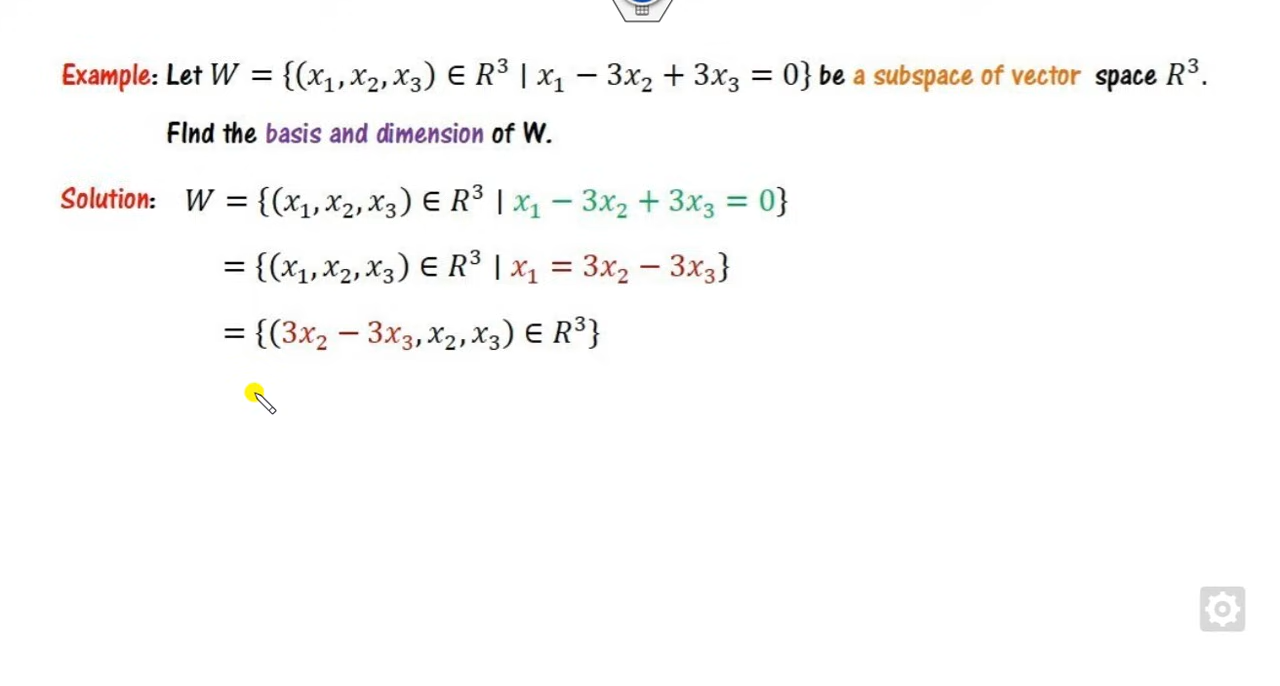 Example: Let W = {(x₁, x₂, x₃) ∈ R³ | x₁ − 3x₂ + 3x₃ = 0} be a subspace of vector space R³.
FInd the basis and dimension of W.
Solution: W = {(x₁, x₂, x₃) ∈ R³ | x₁ − 3x₂ + 3x₃ = 0}
= {(x₁, x₂, x₃) ∈ R³ | x₁ = 3x₂ − 3x₃}
= {(3x₂ − 3x₃, x₂, x₃) ∈ R³}